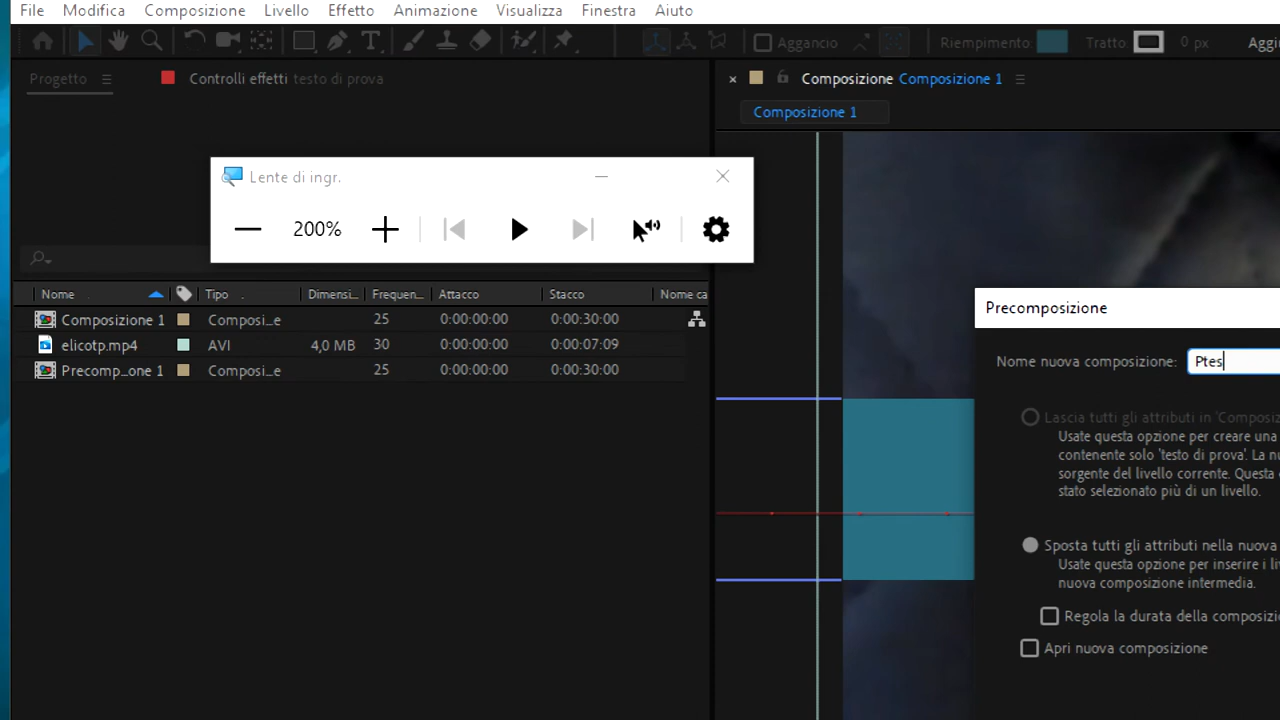 File Modifica Composizione Livello Effetto Animazione Visualizza Finestra Aiuto
Aggancio Riempimento: Tratto: 0 px Aggi
Progetto Controlli effetti testo di prova Composizione Composizione 1
Composizione 1
Lente di ingr.
200%
Nome Tipo Dimensi... Frequen... Attacco Stacco Nome ca
Composizione 1 Composi...e 25 0:00:00:00 0:00:30:00
elicotp.mp4 AVI 4,0 MB 30 0:00:00:00 0:00:07:09
Precomp...one 1 Composi...e 25 0:00:00:00 0:00:30:00
Precomposizione
Nome nuova composizione: Ptes
Lascia tutti gli attributi in 'Composiz
Usate questa opzione per creare una
contenente solo 'testo di prova'. La nu
sorgente del livello corrente. Questa
stato selezionato più di un livello.
Sposta tutti gli attributi nella nuova
Usate questa opzione per inserire i li
nuova composizione intermedia.
Regola la durata della composizi
Apri nuova composizione